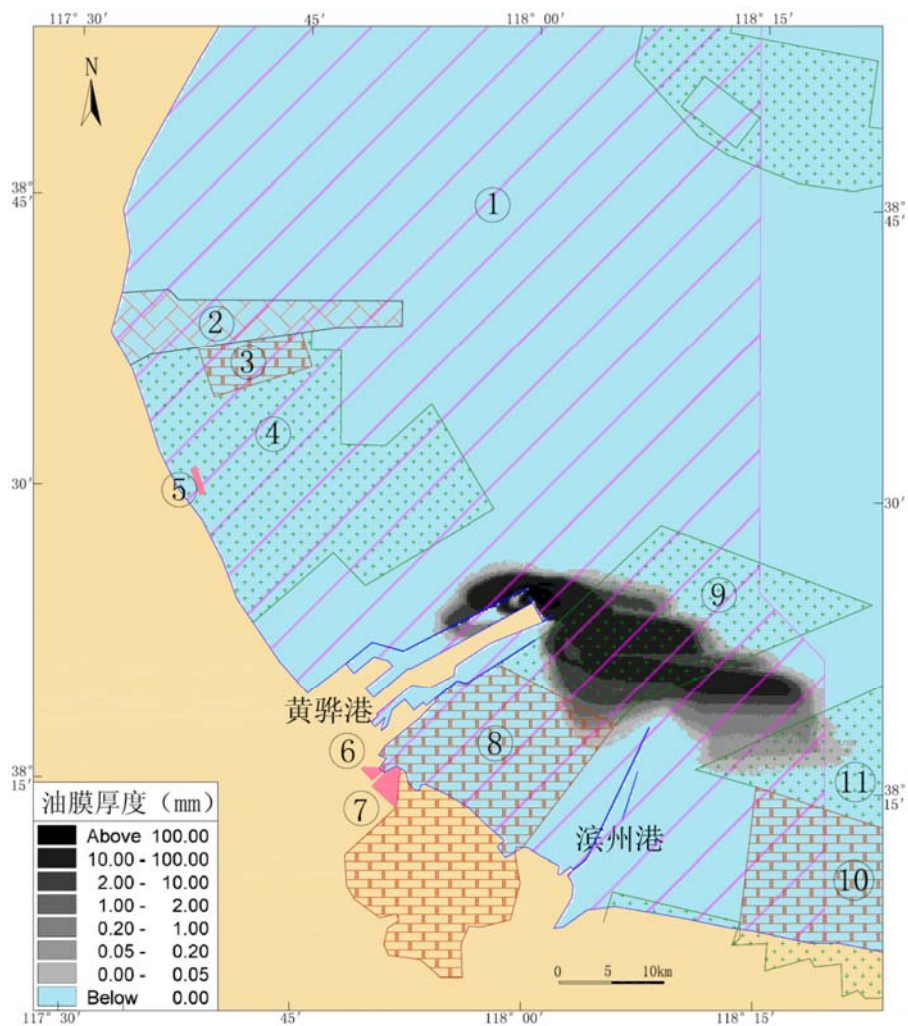 117° 30′ 45′ 118° 00′ 118° 15′
N
38°
45′
38°
45′
①
②
③
④
30′
⑤
30′
⑨
黄骅港
⑥
⑧
38°
15′
⑦
⑪
38°
15′
滨州港
⑩
油膜厚度 (mm)
Above 100.00
10.00 - 100.00
2.00 - 10.00
1.00 - 2.00
0.20 - 1.00
0.05 - 0.20
0.00 - 0.05
Below 0.00
0 5 10km
117° 30′ 45′ 118° 00′ 118° 15′